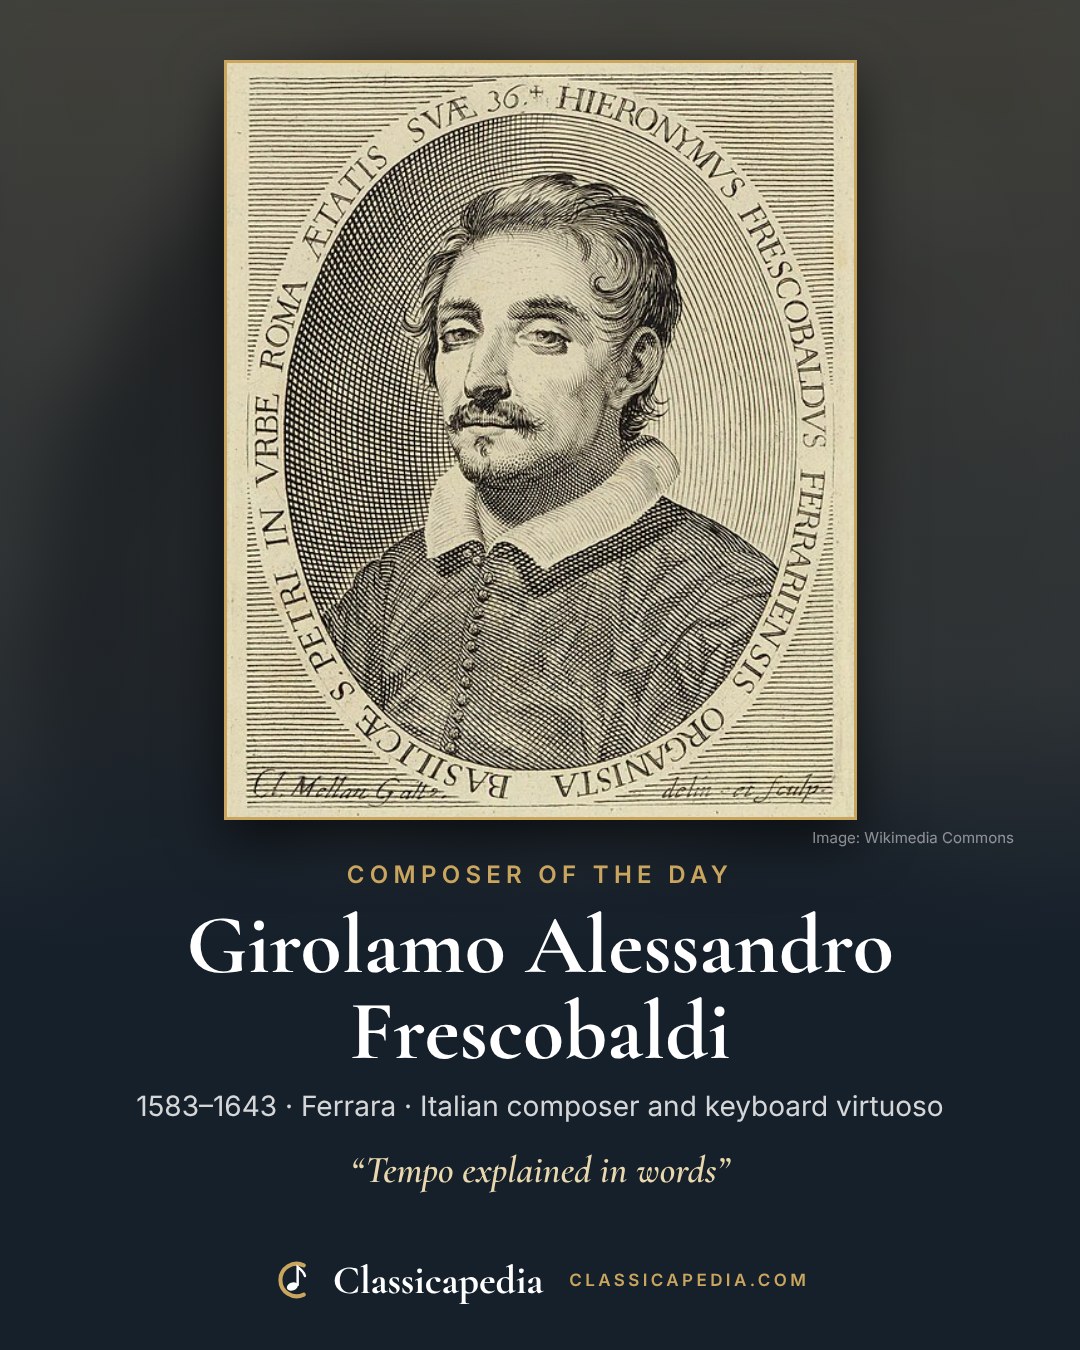 HIERONYMVS FRESCOBALDVS FERRARIENSIS ORGANISTA
BASILICÆ S. PETRI IN VRBE ROMA ÆTATIS SVÆ 36.
Cl. Mellan Gall.
delin et sculp.
Image: Wikimedia Commons
COMPOSER OF THE DAY
Girolamo Alessandro
Frescobaldi
1583–1643 · Ferrara · Italian composer and keyboard virtuoso
“Tempo explained in words”
Classicapedia CLASSICAPEDIA.COM